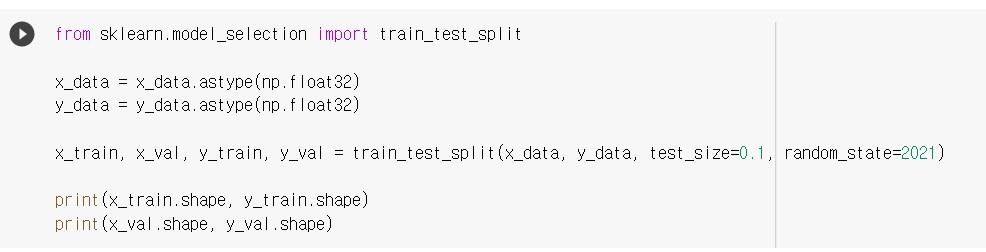 from sklearn.model_selection import train_test_split
x_data = x_data.astype(np.float32)
y_data = y_data.astype(np.float32)
x_train, x_val, y_train, y_val = train_test_split(x_data, y_data, test_size=0.1, random_state=2021)
print(x_train.shape, y_train.shape)
print(x_val.shape, y_val.shape)